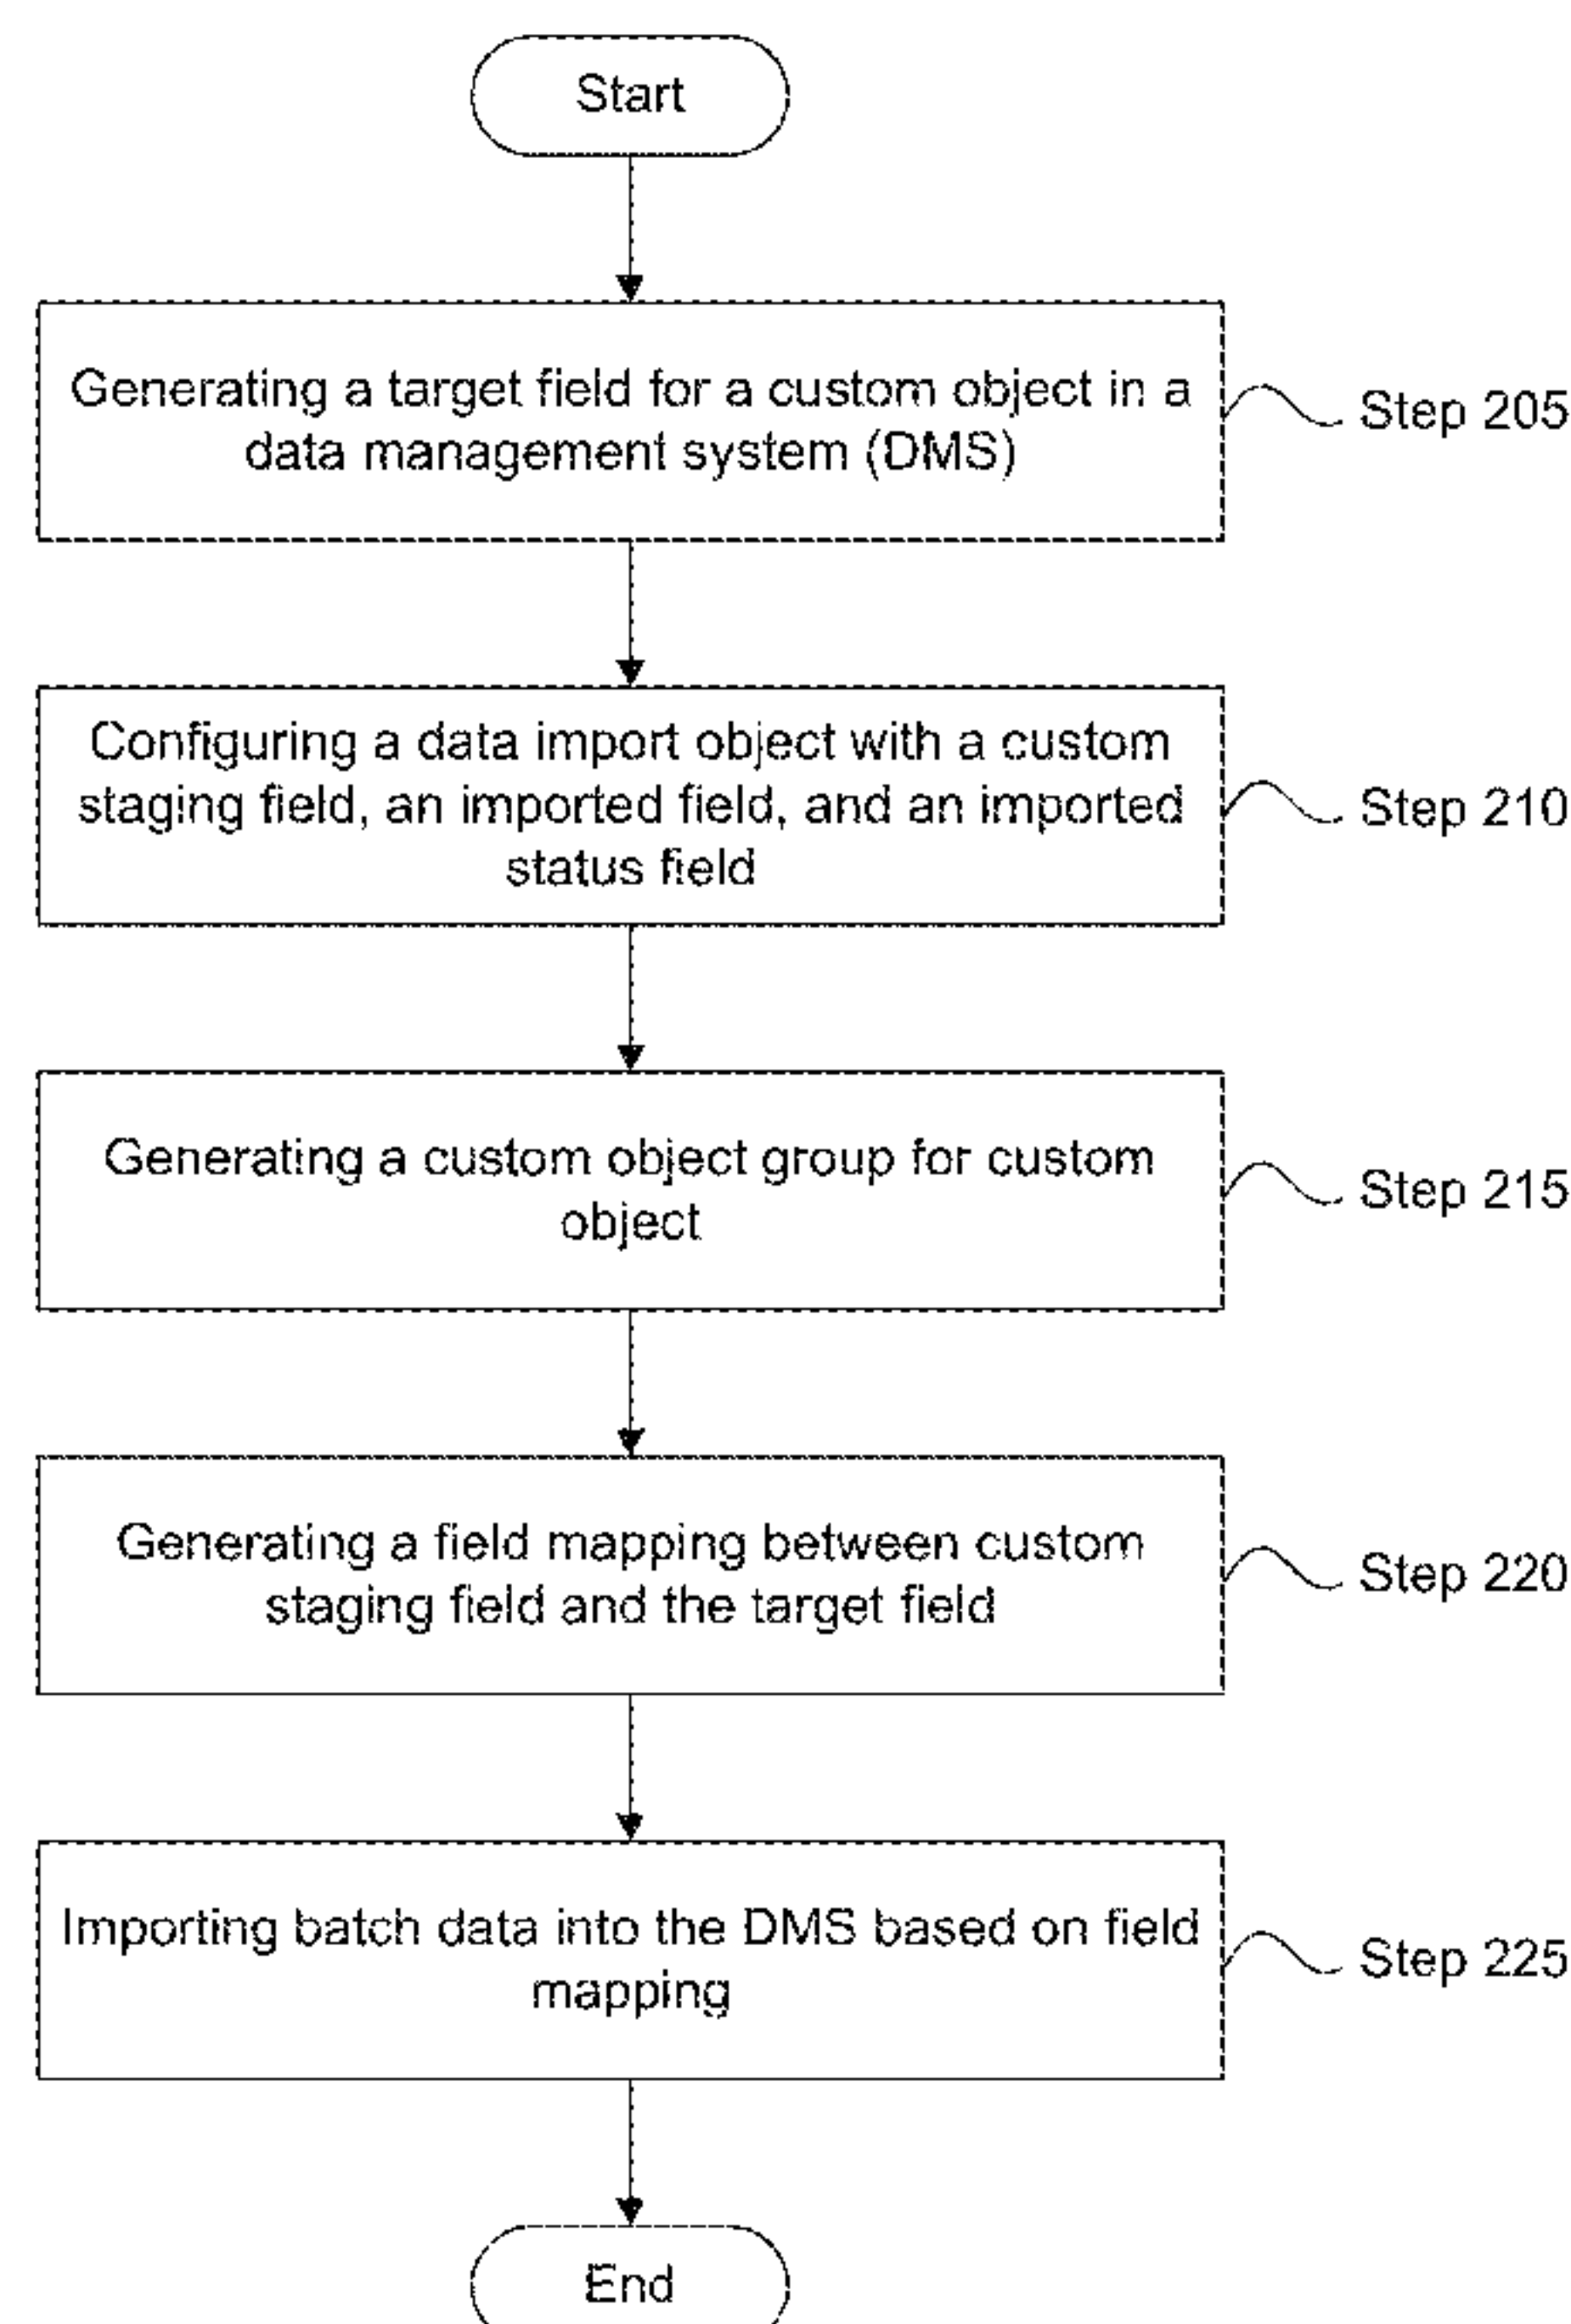 Start
Generating a target field for a custom object in a
data management system (DMS)
Step 205
Configuring a data import object with a custom
staging field, an imported field, and an imported
status field
Step 210
Generating a custom object group for custom
object
Step 215
Generating a field mapping between custom
staging field and the target field
Step 220
Importing batch data into the DMS based on field
mapping
Step 225
End